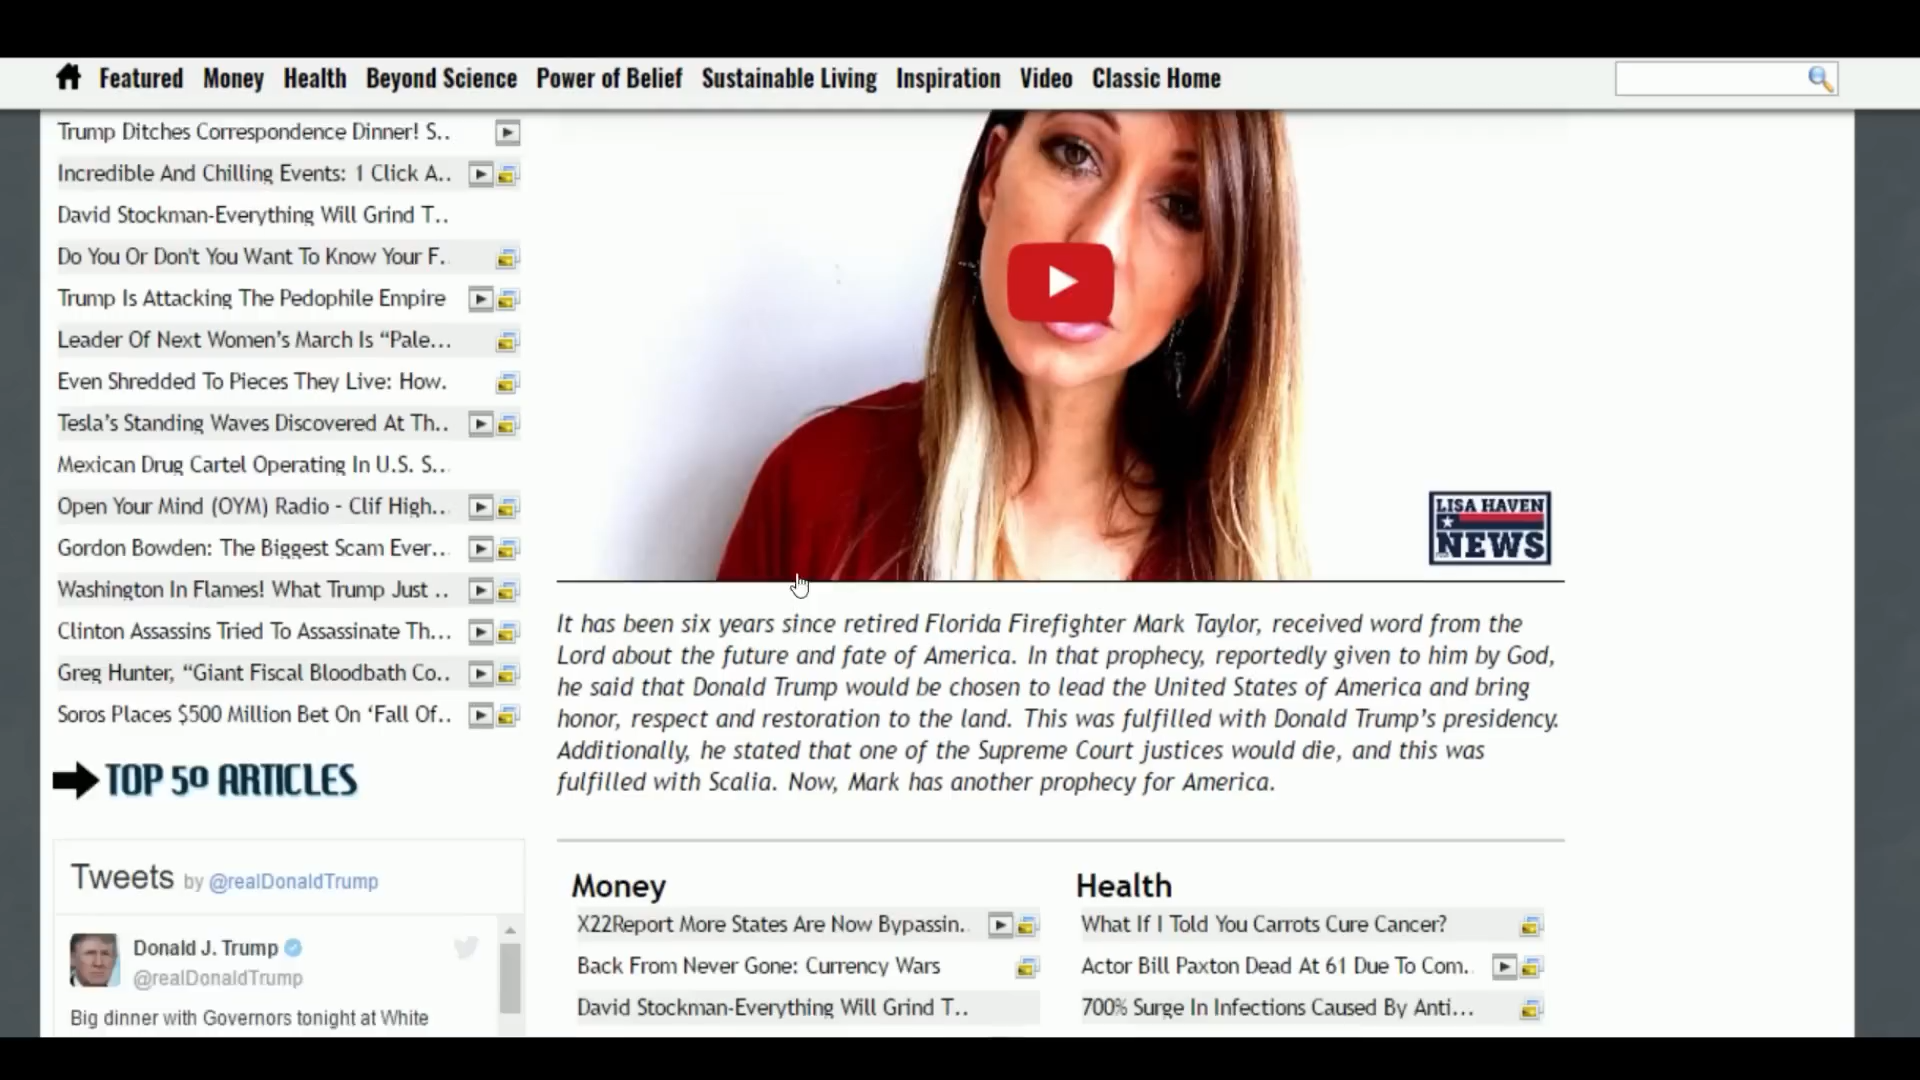 Featured Money Health Beyond Science Power of Belief Sustainable Living Inspiration Video Classic Home
Trump Ditches Correspondence Dinner! S..
Incredible And Chilling Events: 1 Click A..
David Stockman-Everything Will Grind T..
Do You Or Don't You Want To Know Your F.
Trump Is Attacking The Pedophile Empire
Leader Of Next Women’s March Is “Pale...
Even Shredded To Pieces They Live: How.
Tesla’s Standing Waves Discovered At Th..
Mexican Drug Cartel Operating In U.S. S..
Open Your Mind (OYM) Radio - Clif High..
Gordon Bowden: The Biggest Scam Ever..
Washington In Flames! What Trump Just ..
Clinton Assassins Tried To Assassinate Th...
Greg Hunter, “Giant Fiscal Bloodbath Co..
Soros Places $500 Million Bet On ‘Fall Of..
TOP 50 ARTICLES
Tweets by @realDonaldTrump
Donald J. Trump
@realDonaldTrump
Big dinner with Governors tonight at White
LISA HAVEN
NEWS
It has been six years since retired Florida Firefighter Mark Taylor, received word from the
Lord about the future and fate of America. In that prophecy, reportedly given to him by God,
he said that Donald Trump would be chosen to lead the United States of America and bring
honor, respect and restoration to the land. This was fulfilled with Donald Trump’s presidency.
Additionally, he stated that one of the Supreme Court justices would die, and this was
fulfilled with Scalia. Now, Mark has another prophecy for America.
Money
X22Report More States Are Now Bypassin.
Back From Never Gone: Currency Wars
David Stockman-Everything Will Grind T..
Health
What If I Told You Carrots Cure Cancer?
Actor Bill Paxton Dead At 61 Due To Com.
700% Surge In Infections Caused By Anti...